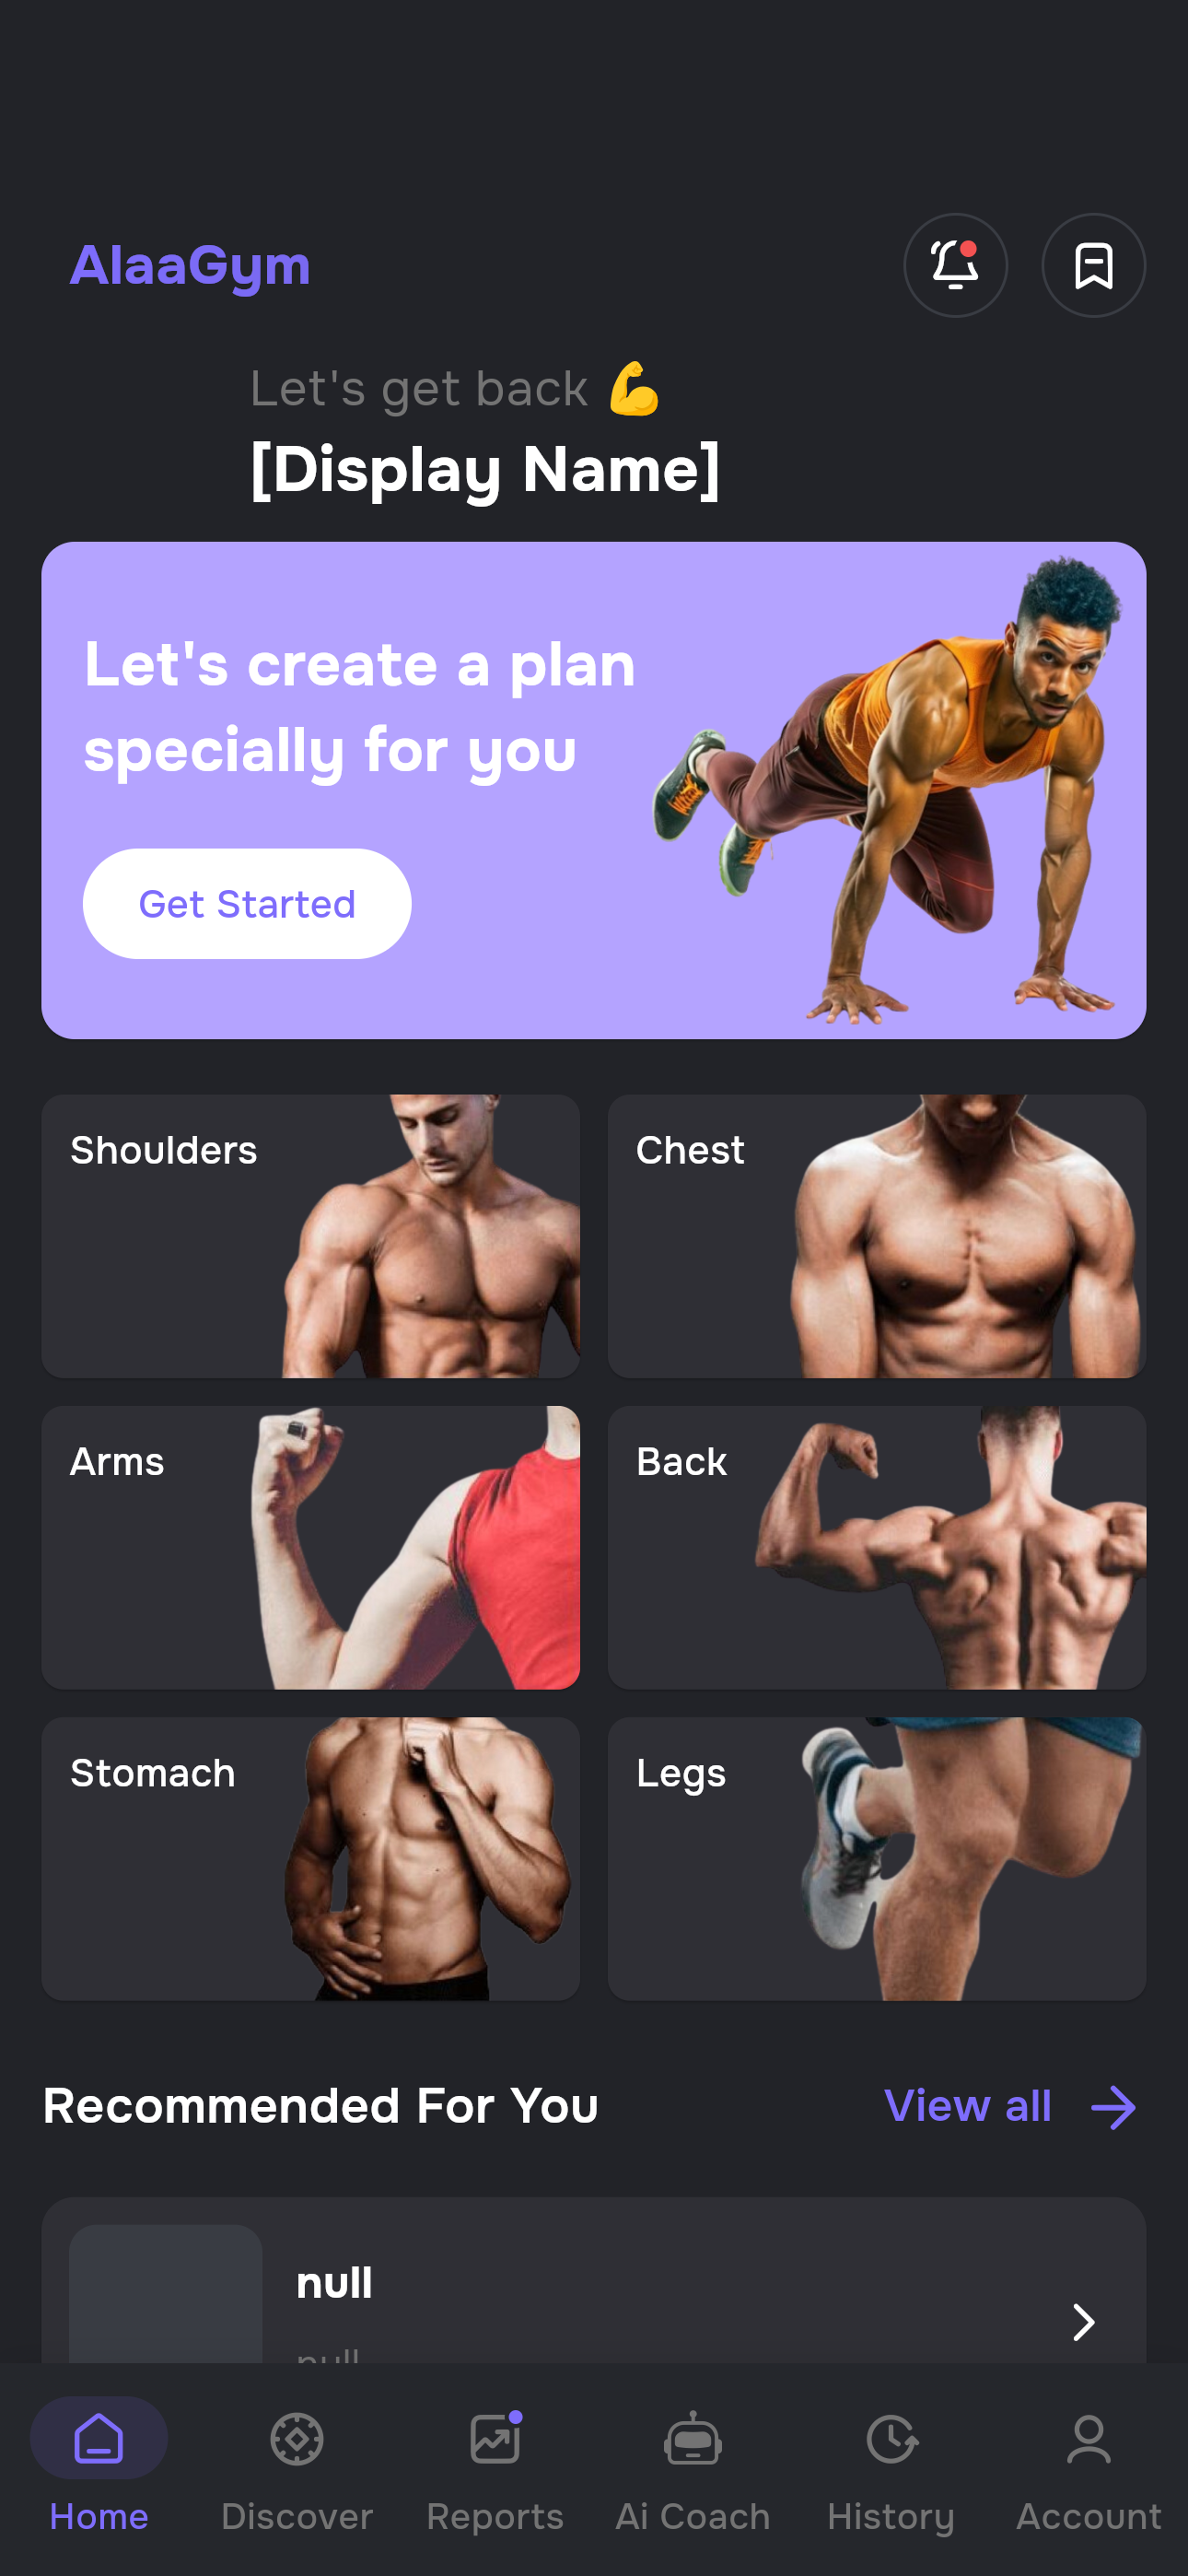 AlaaGym
Let's get back 💪
[Display Name]
Let's create a plan
specially for you
Get Started
Shoulders
Chest
Arms
Back
Stomach
Legs
Recommended For You
View all
null
null
Home
Discover
Reports
Ai Coach
History
Account